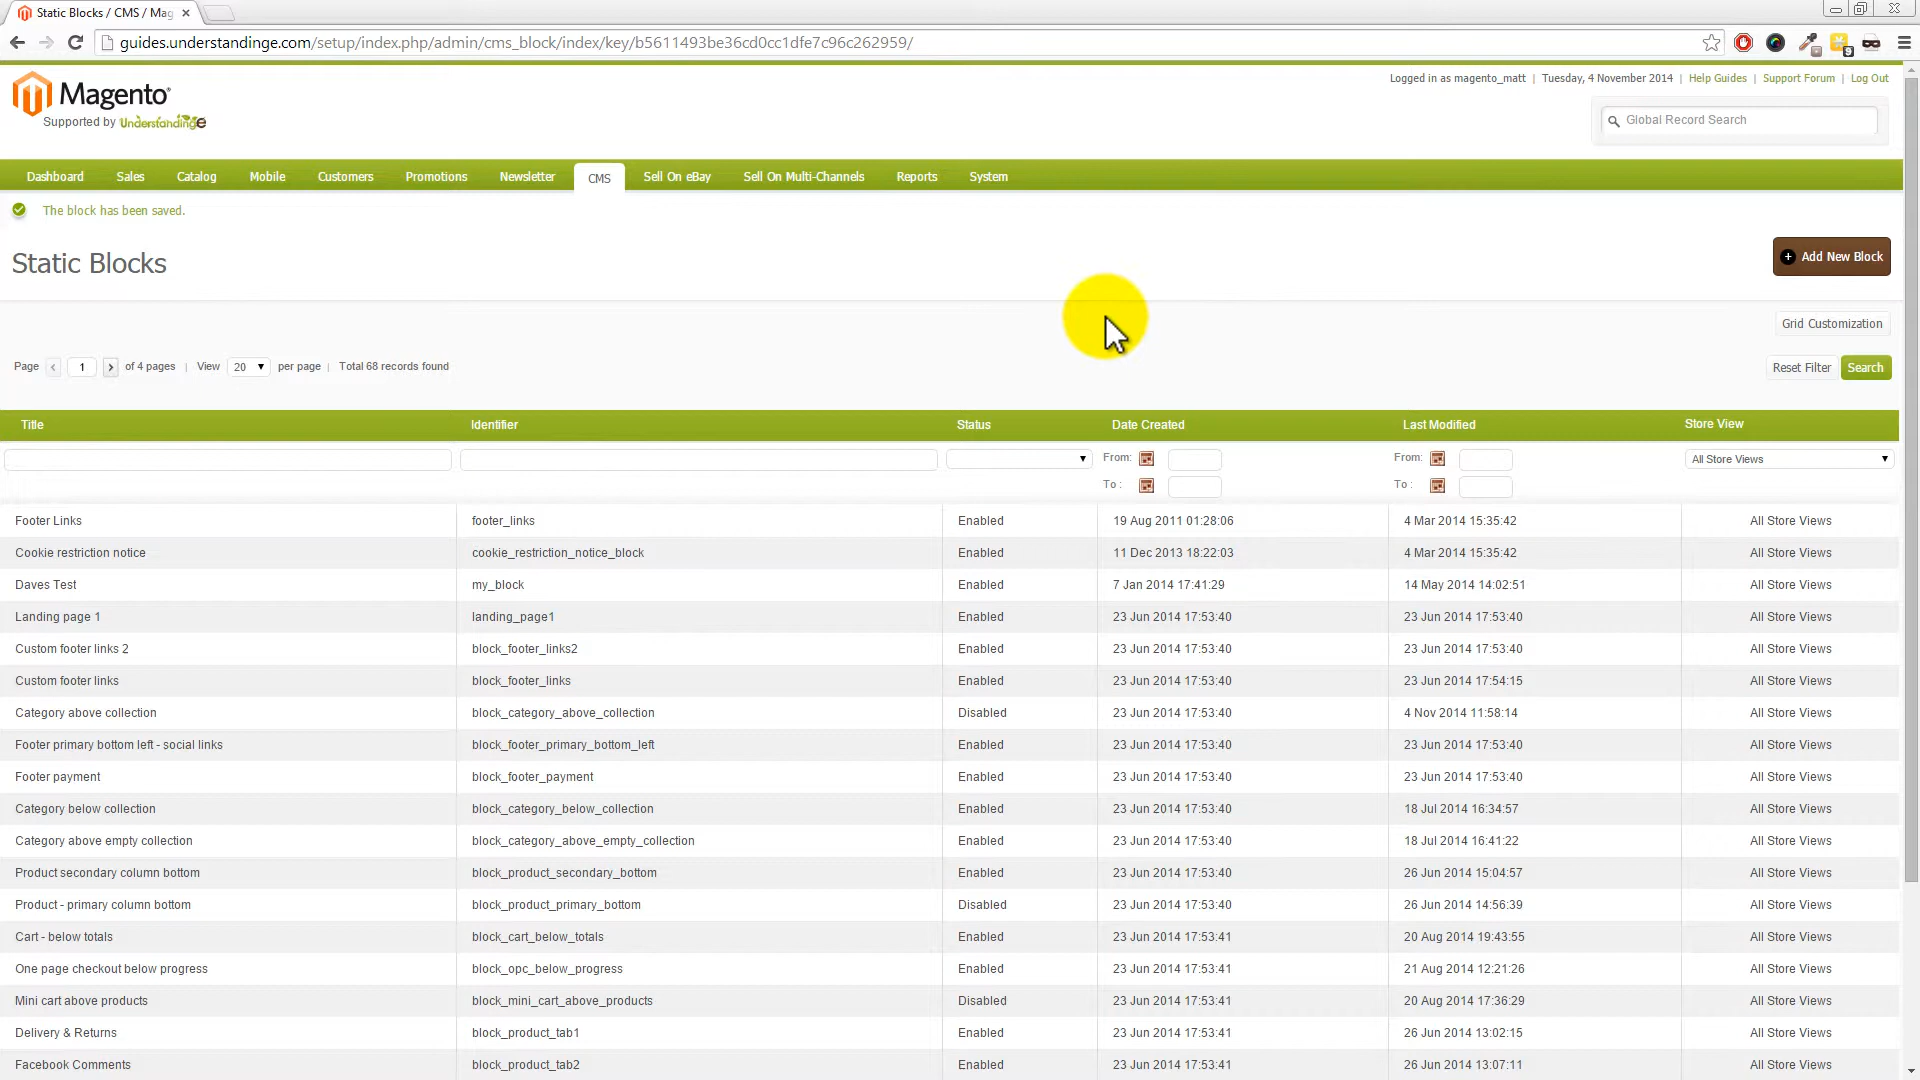 Static Blocks / CMS / Mag
guides.understandinge.com/setup/index.php/admin/cms_block/index/key/b5611493be36cd0cc1dfe7c96c262959/
9
Logged in as magento_matt | Tuesday, 4 November 2014 | Help Guides | Support Forum | Log Out
Magento
Supported by Understandinge
Global Record Search
Dashboard Sales Catalog Mobile Customers Promotions Newsletter CMS Sell On eBay Sell On Multi-Channels Reports System
The block has been saved.
Static Blocks
Add New Block
Grid Customization
Page 1 of 4 pages | View 20 per page | Total 68 records found
Reset Filter Search
Title Identifier Status Date Created Last Modified Store View
From: From: All Store Views
To : To :
Footer Links footer_links Enabled 19 Aug 2011 01:28:06 4 Mar 2014 15:35:42 All Store Views
Cookie restriction notice cookie_restriction_notice_block Enabled 11 Dec 2013 18:22:03 4 Mar 2014 15:35:42 All Store Views
Daves Test my_block Enabled 7 Jan 2014 17:41:29 14 May 2014 14:02:51 All Store Views
Landing page 1 landing_page1 Enabled 23 Jun 2014 17:53:40 23 Jun 2014 17:53:40 All Store Views
Custom footer links 2 block_footer_links2 Enabled 23 Jun 2014 17:53:40 23 Jun 2014 17:53:40 All Store Views
Custom footer links block_footer_links Enabled 23 Jun 2014 17:53:40 23 Jun 2014 17:54:15 All Store Views
Category above collection block_category_above_collection Disabled 23 Jun 2014 17:53:40 4 Nov 2014 11:58:14 All Store Views
Footer primary bottom left - social links block_footer_primary_bottom_left Enabled 23 Jun 2014 17:53:40 23 Jun 2014 17:53:40 All Store Views
Footer payment block_footer_payment Enabled 23 Jun 2014 17:53:40 23 Jun 2014 17:53:40 All Store Views
Category below collection block_category_below_collection Enabled 23 Jun 2014 17:53:40 18 Jul 2014 16:34:57 All Store Views
Category above empty collection block_category_above_empty_collection Enabled 23 Jun 2014 17:53:40 18 Jul 2014 16:41:22 All Store Views
Product secondary column bottom block_product_secondary_bottom Enabled 23 Jun 2014 17:53:40 26 Jun 2014 15:04:57 All Store Views
Product - primary column bottom block_product_primary_bottom Disabled 23 Jun 2014 17:53:40 26 Jun 2014 14:56:39 All Store Views
Cart - below totals block_cart_below_totals Enabled 23 Jun 2014 17:53:41 20 Aug 2014 19:43:55 All Store Views
One page checkout below progress block_opc_below_progress Enabled 23 Jun 2014 17:53:41 21 Aug 2014 12:21:26 All Store Views
Mini cart above products block_mini_cart_above_products Disabled 23 Jun 2014 17:53:41 20 Aug 2014 17:36:29 All Store Views
Delivery & Returns block_product_tab1 Enabled 23 Jun 2014 17:53:41 26 Jun 2014 13:02:15 All Store Views
Facebook Comments block_product_tab2 Enabled 23 Jun 2014 17:53:41 26 Jun 2014 13:07:11 All Store Views